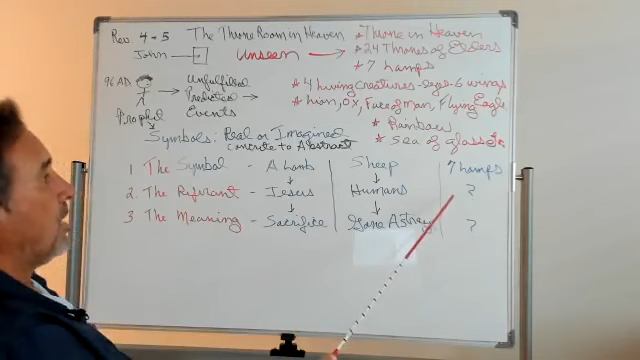 Rev. 4+5 The Throne Room in Heaven * Throne in Heaven
John Unseen * 24 Thrones of Elders
* 7 Lamps
96 AD Unfulfilled * 4 Living Creatures-eyes-6 wings
Predicted * Lion, Ox, Face of Man, Flying Eagle
Prophet Events * Rainbow
Symbols: Real or Imagined * Sea of glass
Concrete to Abstract
1. The Symbol - A Lamb Sheep 7 Lamps
2. The Referant - Jesus Humans ?
3 The Meaning - Sacrifice Gone Astray ?